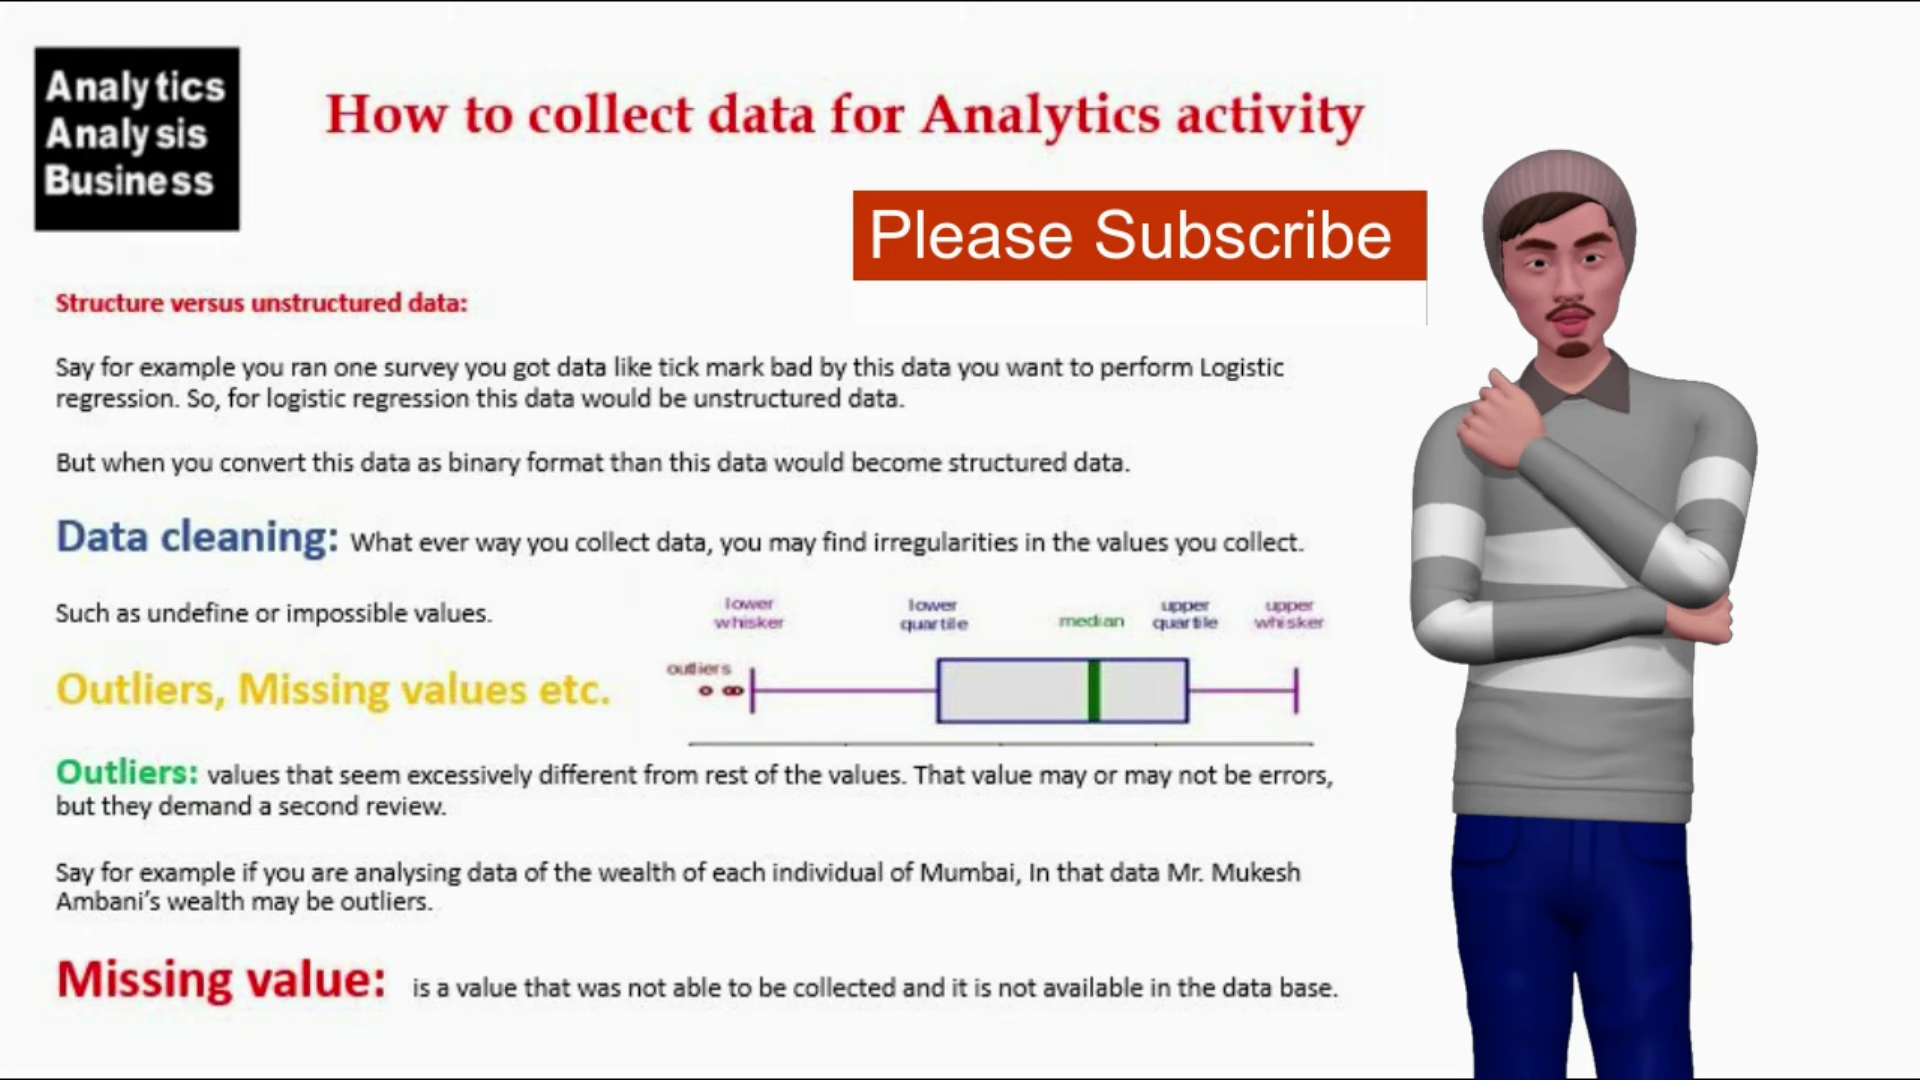 Analytics
Analysis
Business
How to collect data for Analytics activity
Please Subscribe
Structure versus unstructured data:
Say for example you ran one survey you got data like tick mark bad by this data you want to perform Logistic
regression. So, for logistic regression this data would be unstructured data.
But when you convert this data as binary format than this data would become structured data.
Data cleaning: What ever way you collect data, you may find irregularities in the values you collect.
Such as undefine or impossible values.
lower whisker
lower quartile
median
upper quartile
upper whisker
outliers
Outliers, Missing values etc.
Outliers: values that seem excessively different from rest of the values. That value may or may not be errors,
but they demand a second review.
Say for example if you are analysing data of the wealth of each individual of Mumbai, In that data Mr. Mukesh
Ambani's wealth may be outliers.
Missing value: is a value that was not able to be collected and it is not available in the data base.